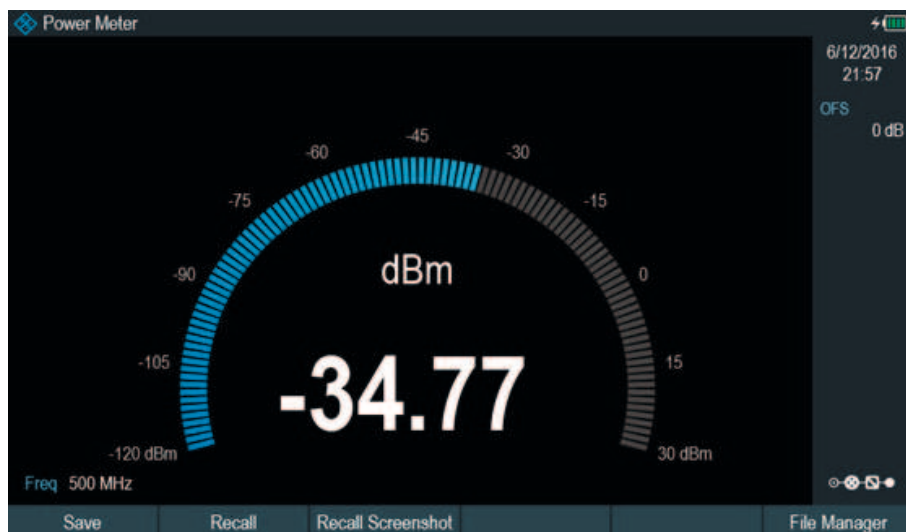 Power Meter
6/12/2016
21:57
OFS
0 dB
-45
-60
-30
-75
-15
-90
0
dBm
-105
15
-34.77
-120 dBm
30 dBm
Freq 500 MHz
Save Recall Recall Screenshot File Manager